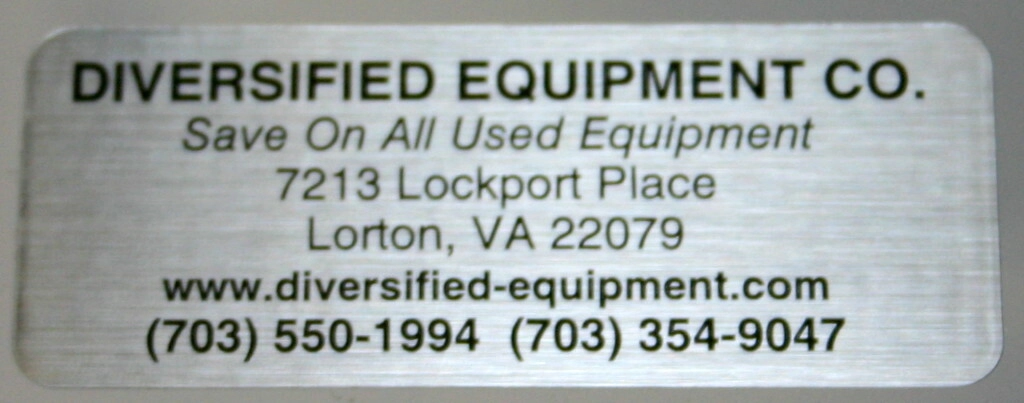 DIVERSIFIED EQUIPMENT CO.
Save On All Used Equipment
7213 Lockport Place
Lorton, VA 22079
www.diversified-equipment.com
(703) 550-1994 (703) 354-9047